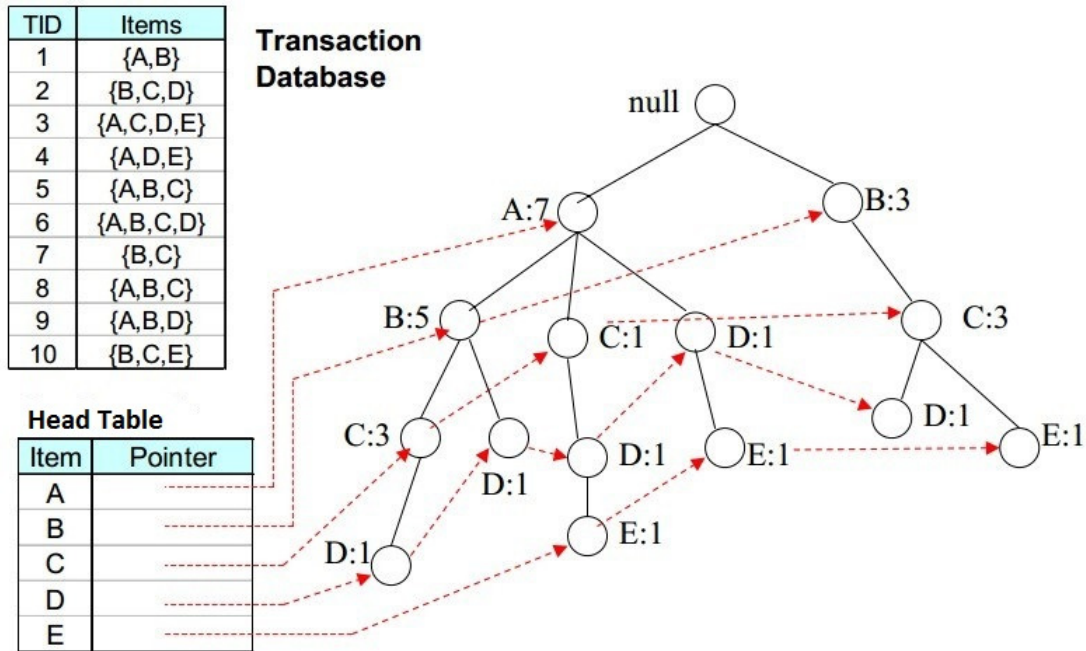 TID Items
1 {A,B}
2 {B,C,D}
3 {A,C,D,E}
4 {A,D,E}
5 {A,B,C}
6 {A,B,C,D}
7 {B,C}
8 {A,B,C}
9 {A,B,D}
10 {B,C,E}
Transaction
Database
null
A:7
B:3
B:5
C:1
D:1
C:3
C:3
D:1
D:1
D:1
E:1
E:1
D:1
E:1
Head Table
Item Pointer
A
B
C
D
E